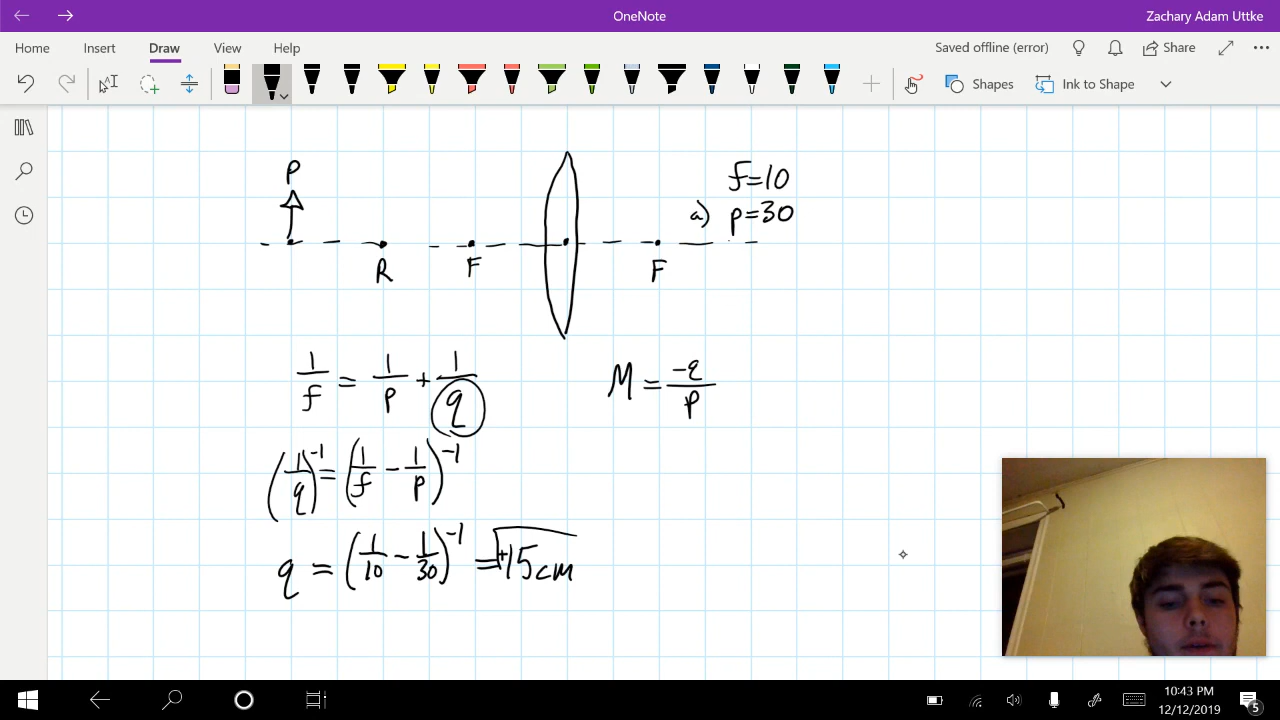 OneNote
Zachary Adam Uttke
Home Insert Draw View Help
Saved offline (error) Share
Shapes Ink to Shape
P
f=10
a) p=30
R F F
1/f = 1/p + 1/q
M = -q/p
(1/q)^-1 = (1/f - 1/p)^-1
q = (1/10 - 1/30)^-1 = +15cm
10:43 PM
12/12/2019
5